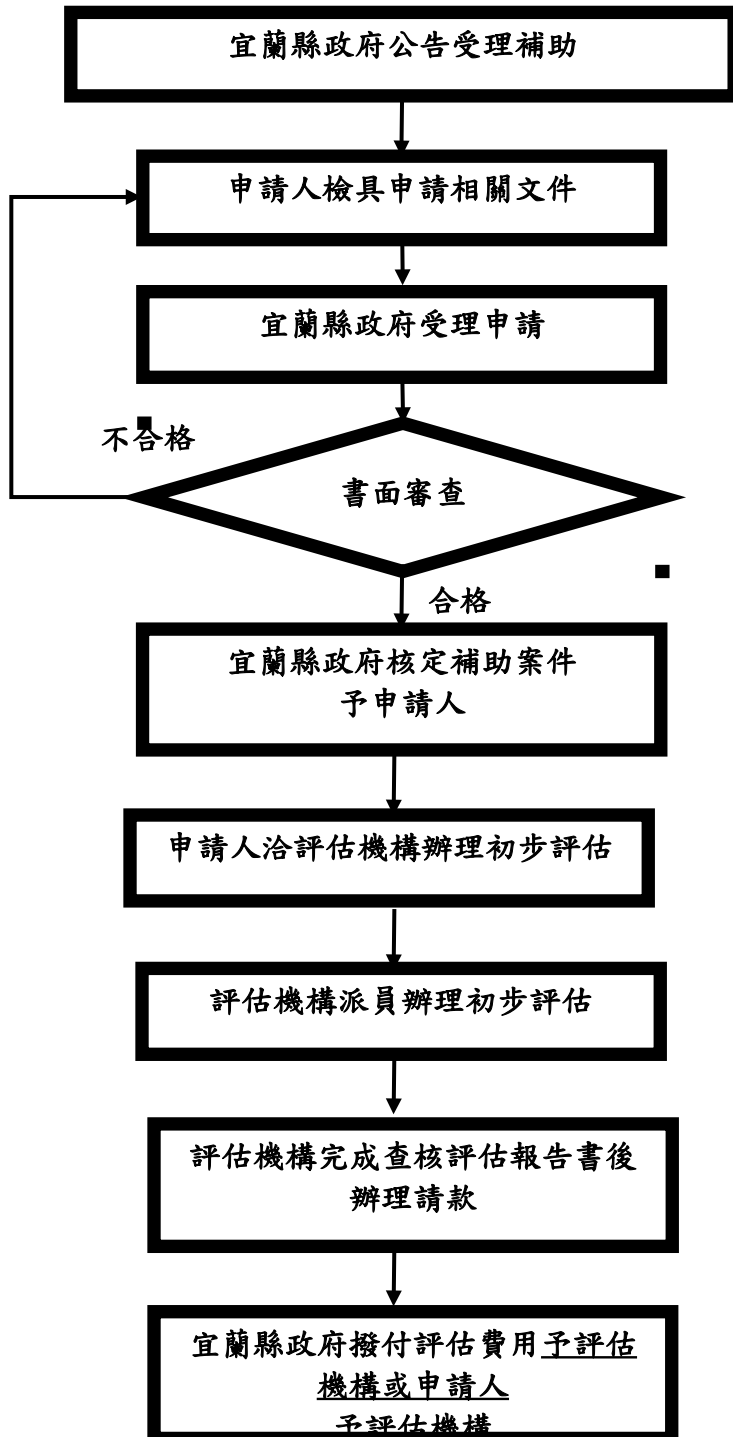 宜蘭縣政府公告受理補助
申請人檢具申請相關文件
宜蘭縣政府受理申請
不合格
書面審查
合格
宜蘭縣政府核定補助案件
予申請人
申請人洽評估機構辦理初步評估
評估機構派員辦理初步評估
評估機構完成查核評估報告書後
辦理請款
宜蘭縣政府撥付評估費用予評估
機構或申請人
予評估機構